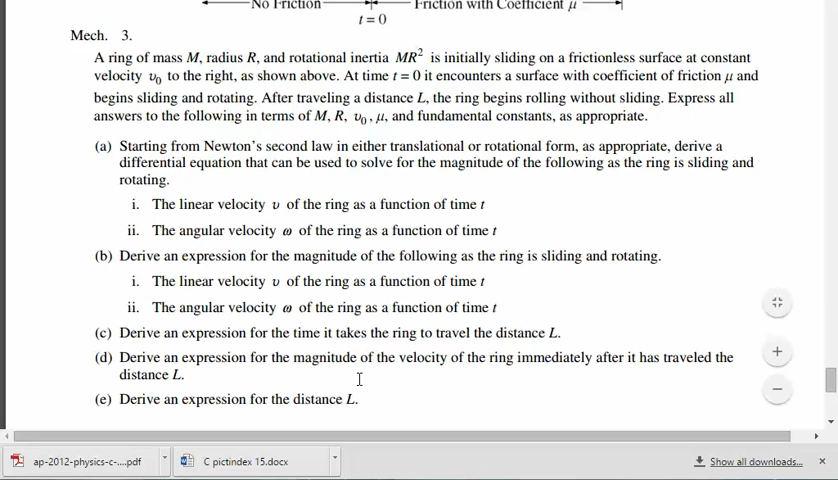 No Friction
Friction with Coefficient μ
t = 0
Mech. 3.
A ring of mass M, radius R, and rotational inertia MR² is initially sliding on a frictionless surface at constant
velocity υ₀ to the right, as shown above. At time t = 0 it encounters a surface with coefficient of friction μ and
begins sliding and rotating. After traveling a distance L, the ring begins rolling without sliding. Express all
answers to the following in terms of M, R, υ₀, μ, and fundamental constants, as appropriate.
(a) Starting from Newton's second law in either translational or rotational form, as appropriate, derive a
differential equation that can be used to solve for the magnitude of the following as the ring is sliding and
rotating.
i. The linear velocity υ of the ring as a function of time t
ii. The angular velocity ω of the ring as a function of time t
(b) Derive an expression for the magnitude of the following as the ring is sliding and rotating.
i. The linear velocity υ of the ring as a function of time t
ii. The angular velocity ω of the ring as a function of time t
(c) Derive an expression for the time it takes the ring to travel the distance L.
(d) Derive an expression for the magnitude of the velocity of the ring immediately after it has traveled the
distance L.
(e) Derive an expression for the distance L.
ap-2012-physics-c-....pdf
C pictindex 15.docx
Show all downloads...